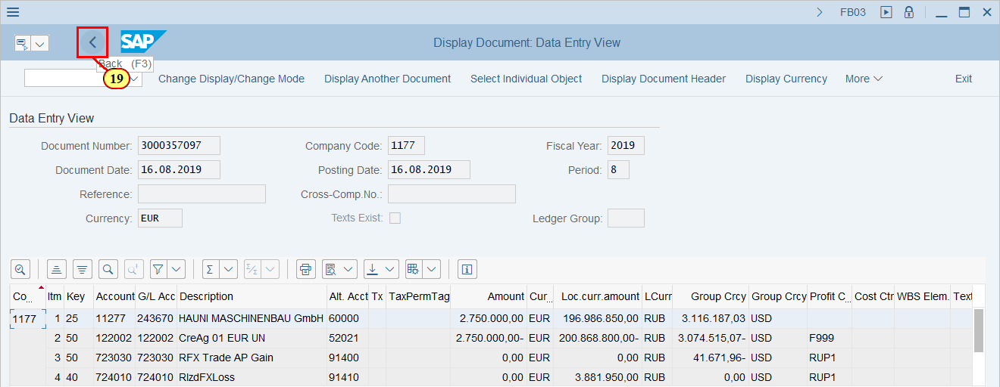 FB03
SAP
Display Document: Data Entry View
Back (F3)
19
Change Display/Change Mode Display Another Document Select Individual Object Display Document Header Display Currency More Exit
Data Entry View
Document Number: 3000357097 Company Code: 1177 Fiscal Year: 2019
Document Date: 16.08.2019 Posting Date: 16.08.2019 Period: 8
Reference: Cross-Comp.No.:
Currency: EUR Texts Exist: Ledger Group:
Co... Itm Key Account G/L Acc Description Alt. Acct Tx TaxPermTag Amount Cur... Loc.curr.amount LCurr Group Crcy Group Crcy Profit C... Cost Ctr WBS Elem. Text
1177 1 25 11277 243670 HAUNI MASCHINENBAU GmbH 60000 2.750.000,00 EUR 196.986.850,00 RUB 3.116.187,03 USD
2 50 122002 122002 CreAg 01 EUR UN 52021 2.750.000,00- EUR 200.868.800,00- RUB 3.074.515,07- USD F999
3 50 723030 723030 RFX Trade AP Gain 91400 0,00 EUR 0,00 RUB 41.671,96- USD RUP1
4 40 724010 724010 RlzdFXLoss 91410 0,00 EUR 3.881.950,00 RUB 0,00 USD RUP1